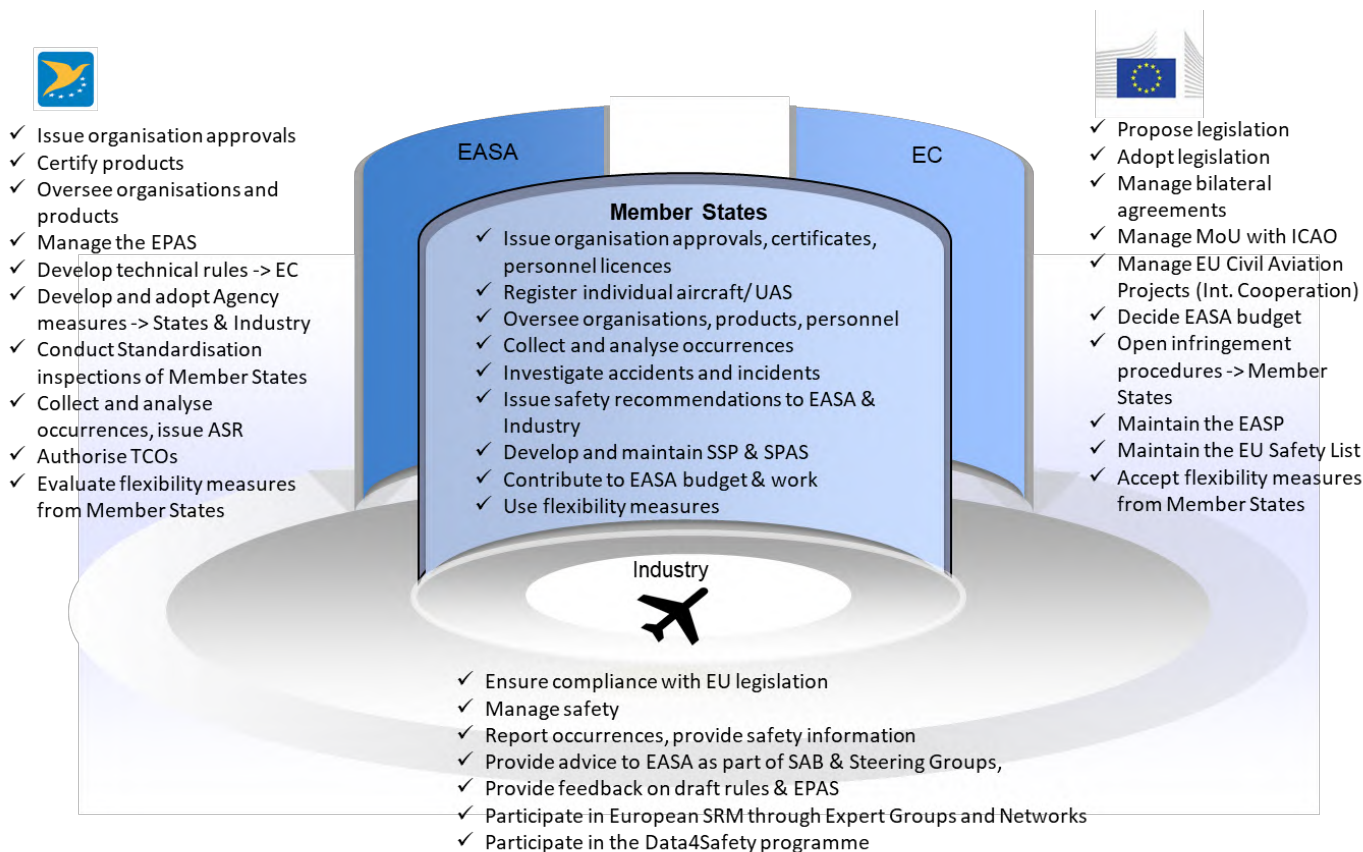 ✓ Issue organisation approvals
✓ Certify products
✓ Oversee organisations and
products
✓ Manage the EPAS
✓ Develop technical rules -> EC
✓ Develop and adopt Agency
measures -> States & Industry
✓ Conduct Standardisation
inspections of Member States
✓ Collect and analyse
occurrences, issue ASR
✓ Authorise TCOs
✓ Evaluate flexibility measures
from Member States
EASA
EC
Member States
✓ Issue organisation approvals, certificates,
personnel licences
✓ Register individual aircraft/ UAS
✓ Oversee organisations, products, personnel
✓ Collect and analyse occurrences
✓ Investigate accidents and incidents
✓ Issue safety recommendations to EASA &
Industry
✓ Develop and maintain SSP & SPAS
✓ Contribute to EASA budget & work
✓ Use flexibility measures
✓ Propose legislation
✓ Adopt legislation
✓ Manage bilateral
agreements
✓ Manage MoU with ICAO
✓ Manage EU Civil Aviation
Projects (Int. Cooperation)
✓ Decide EASA budget
✓ Open infringement
procedures -> Member
States
✓ Maintain the EASP
✓ Maintain the EU Safety List
✓ Accept flexibility measures
from Member States
Industry
✓ Ensure compliance with EU legislation
✓ Manage safety
✓ Report occurrences, provide safety information
✓ Provide advice to EASA as part of SAB & Steering Groups,
✓ Provide feedback on draft rules & EPAS
✓ Participate in European SRM through Expert Groups and Networks
✓ Participate in the Data4Safety programme